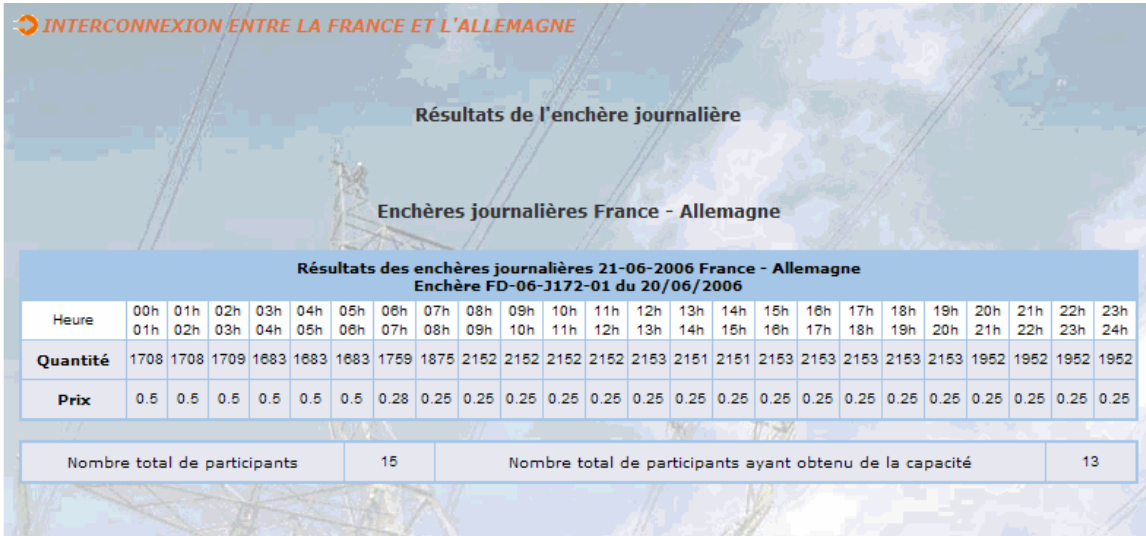 INTERCONNEXION ENTRE LA FRANCE ET L'ALLEMAGNE
Résultats de l'enchère journalière
Enchères journalières France - Allemagne
Résultats des enchères journalières 21-06-2006 France - Allemagne
Enchère FD-06-J172-01 du 20/06/2006
Heure 00h 01h 02h 03h 04h 05h 06h 07h 08h 09h 10h 11h 12h 13h 14h 15h 16h 17h 18h 19h 20h 21h 22h 23h
01h 02h 03h 04h 05h 06h 07h 08h 09h 10h 11h 12h 13h 14h 15h 16h 17h 18h 19h 20h 21h 22h 23h 24h
Quantité 1708 1708 1709 1683 1683 1683 1759 1875 2152 2152 2152 2152 2153 2151 2151 2153 2153 2153 2153 2153 1952 1952 1952 1952
Prix 0.5 0.5 0.5 0.5 0.5 0.5 0.28 0.25 0.25 0.25 0.25 0.25 0.25 0.25 0.25 0.25 0.25 0.25 0.25 0.25 0.25 0.25 0.25 0.25
Nombre total de participants 15 Nombre total de participants ayant obtenu de la capacité 13